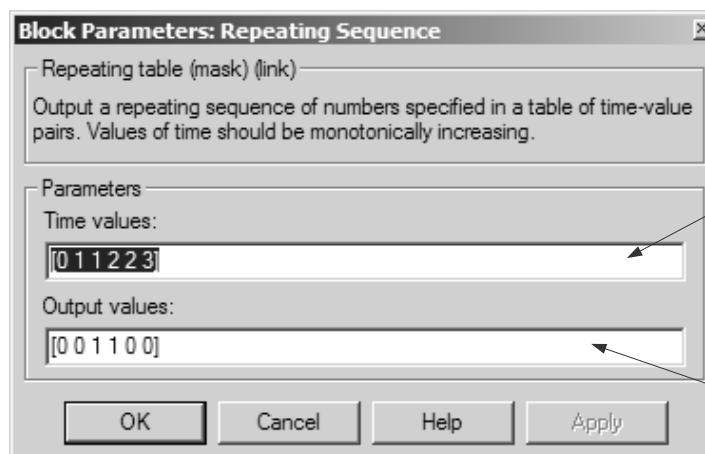 Block Parameters: Repeating Sequence
Repeating table (mask) (link)
Output a repeating sequence of numbers specified in a table of time-value
pairs. Values of time should be monotonically increasing.
Parameters
Time values:
[0 1 1 2 2 3]
Output values:
[0 0 1 1 0 0]
OK Cancel Help Apply